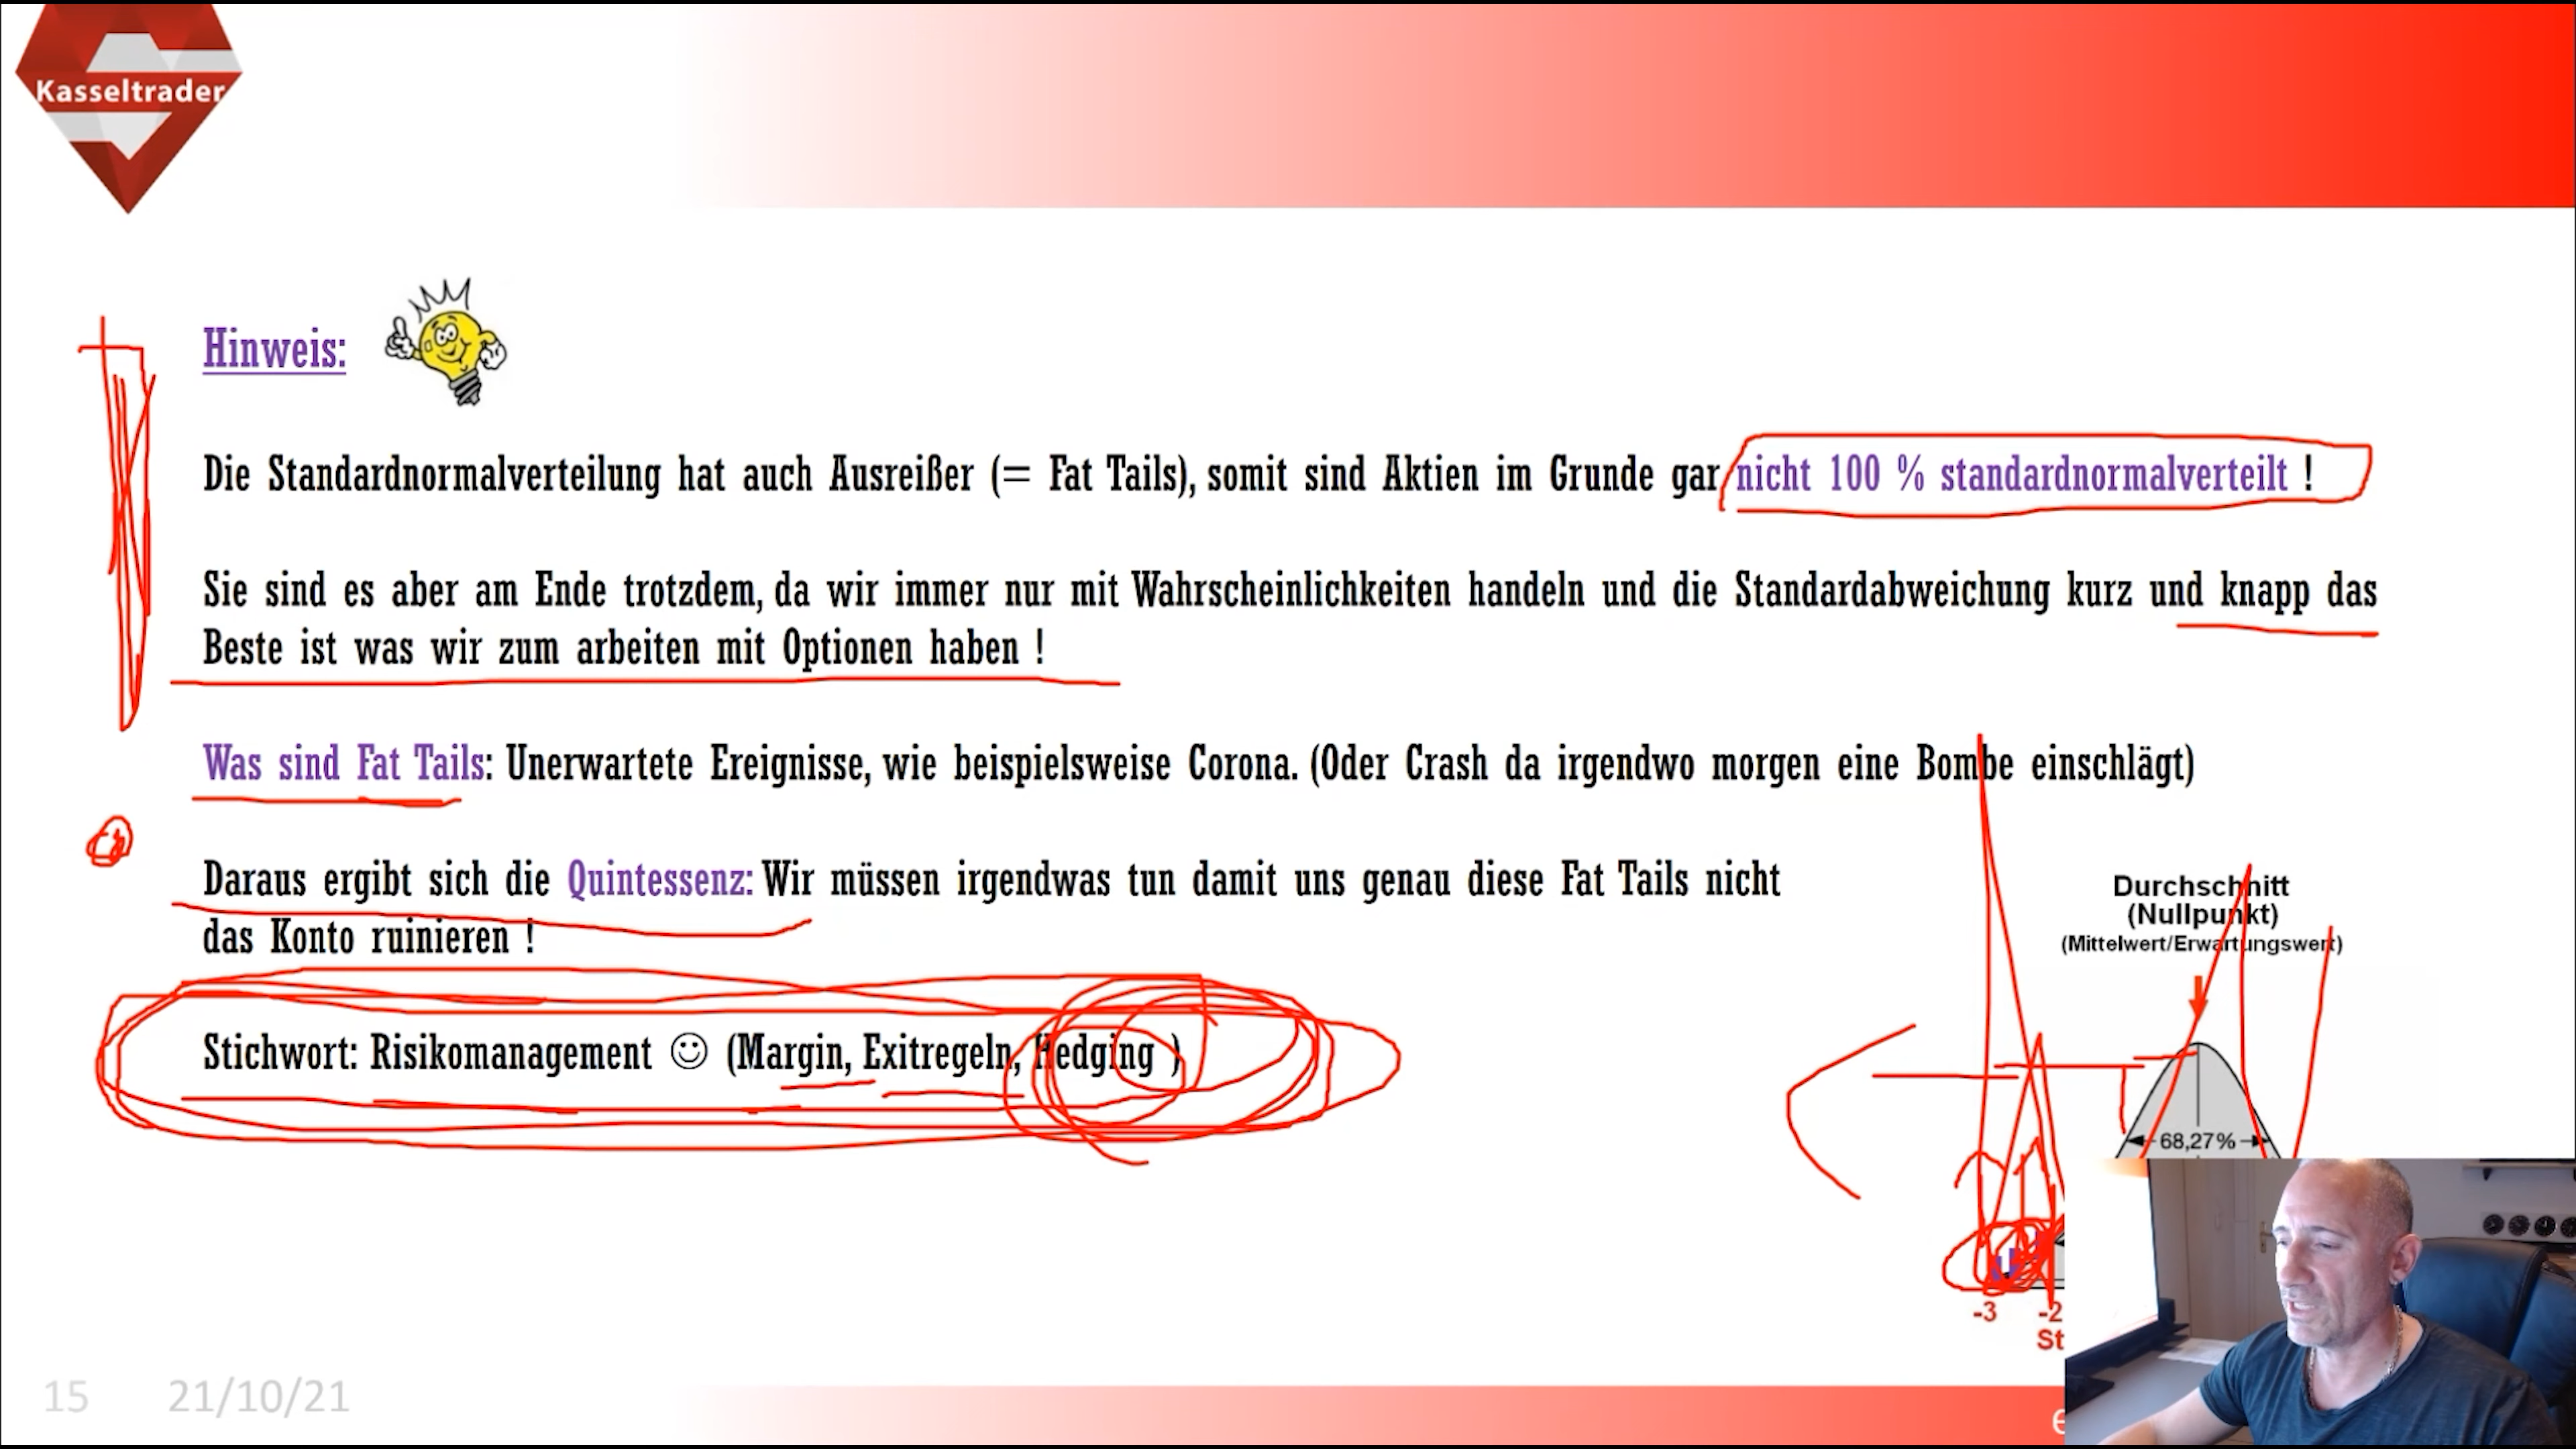 Kasseltrader
Hinweis:
Die Standardnormalverteilung hat auch Ausreißer (= Fat Tails), somit sind Aktien im Grunde gar nicht 100 % standardnormalverteilt !
Sie sind es aber am Ende trotzdem, da wir immer nur mit Wahrscheinlichkeiten handeln und die Standardabweichung kurz und knapp das
Beste ist was wir zum arbeiten mit Optionen haben !
Was sind Fat Tails: Unerwartete Ereignisse, wie beispielsweise Corona. (Oder Crash da irgendwo morgen eine Bombe einschlägt)
Daraus ergibt sich die Quintessenz: Wir müssen irgendwas tun damit uns genau diese Fat Tails nicht
das Konto ruinieren !
Stichwort: Risikomanagement ☺ (Margin, Exitregeln, Hedging )
Durchschnitt
(Nullpunkt)
(Mittelwert/Erwartungswert)
68,27%
-3 -2
St
15 21/10/21